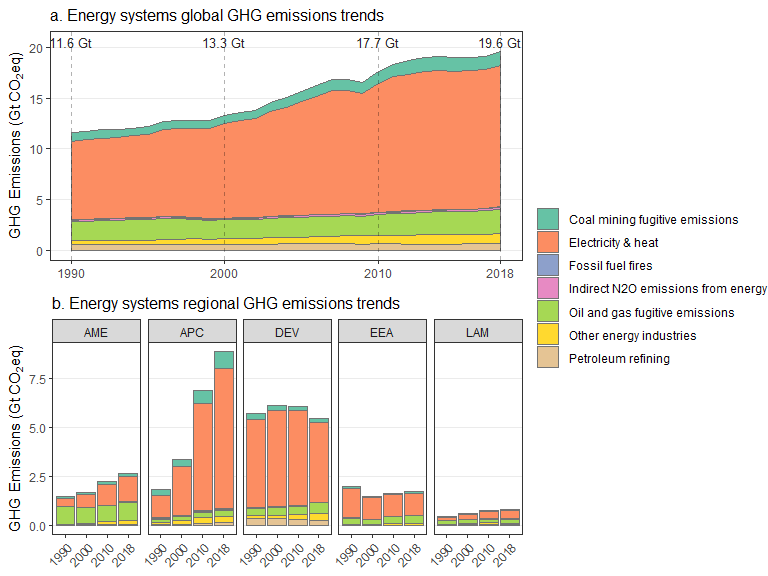 a. Energy systems global GHG emissions trends
11.6 Gt 13.3 Gt 17.7 Gt 19.6 Gt
GHG Emissions (Gt CO₂eq)
20
15
10
5
0
1990 2000 2010 2018
Coal mining fugitive emissions
Electricity & heat
Fossil fuel fires
Indirect N2O emissions from energy
Oil and gas fugitive emissions
Other energy industries
Petroleum refining
b. Energy systems regional GHG emissions trends
AME APC DEV EEA LAM
GHG Emissions (Gt CO₂eq)
7.5
5.0
2.5
0.0
1990 2000 2010 2018 1990 2000 2010 2018 1990 2000 2010 2018 1990 2000 2010 2018 1990 2000 2010 2018